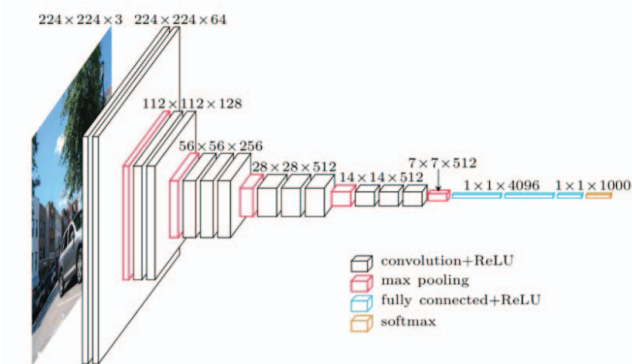 224×224×3 224×224×64
112×112×128
56×56×256
28×28×512
14×14×512
7×7×512
1×1×4096 1×1×1000
convolution+ReLU
max pooling
fully connected+ReLU
softmax